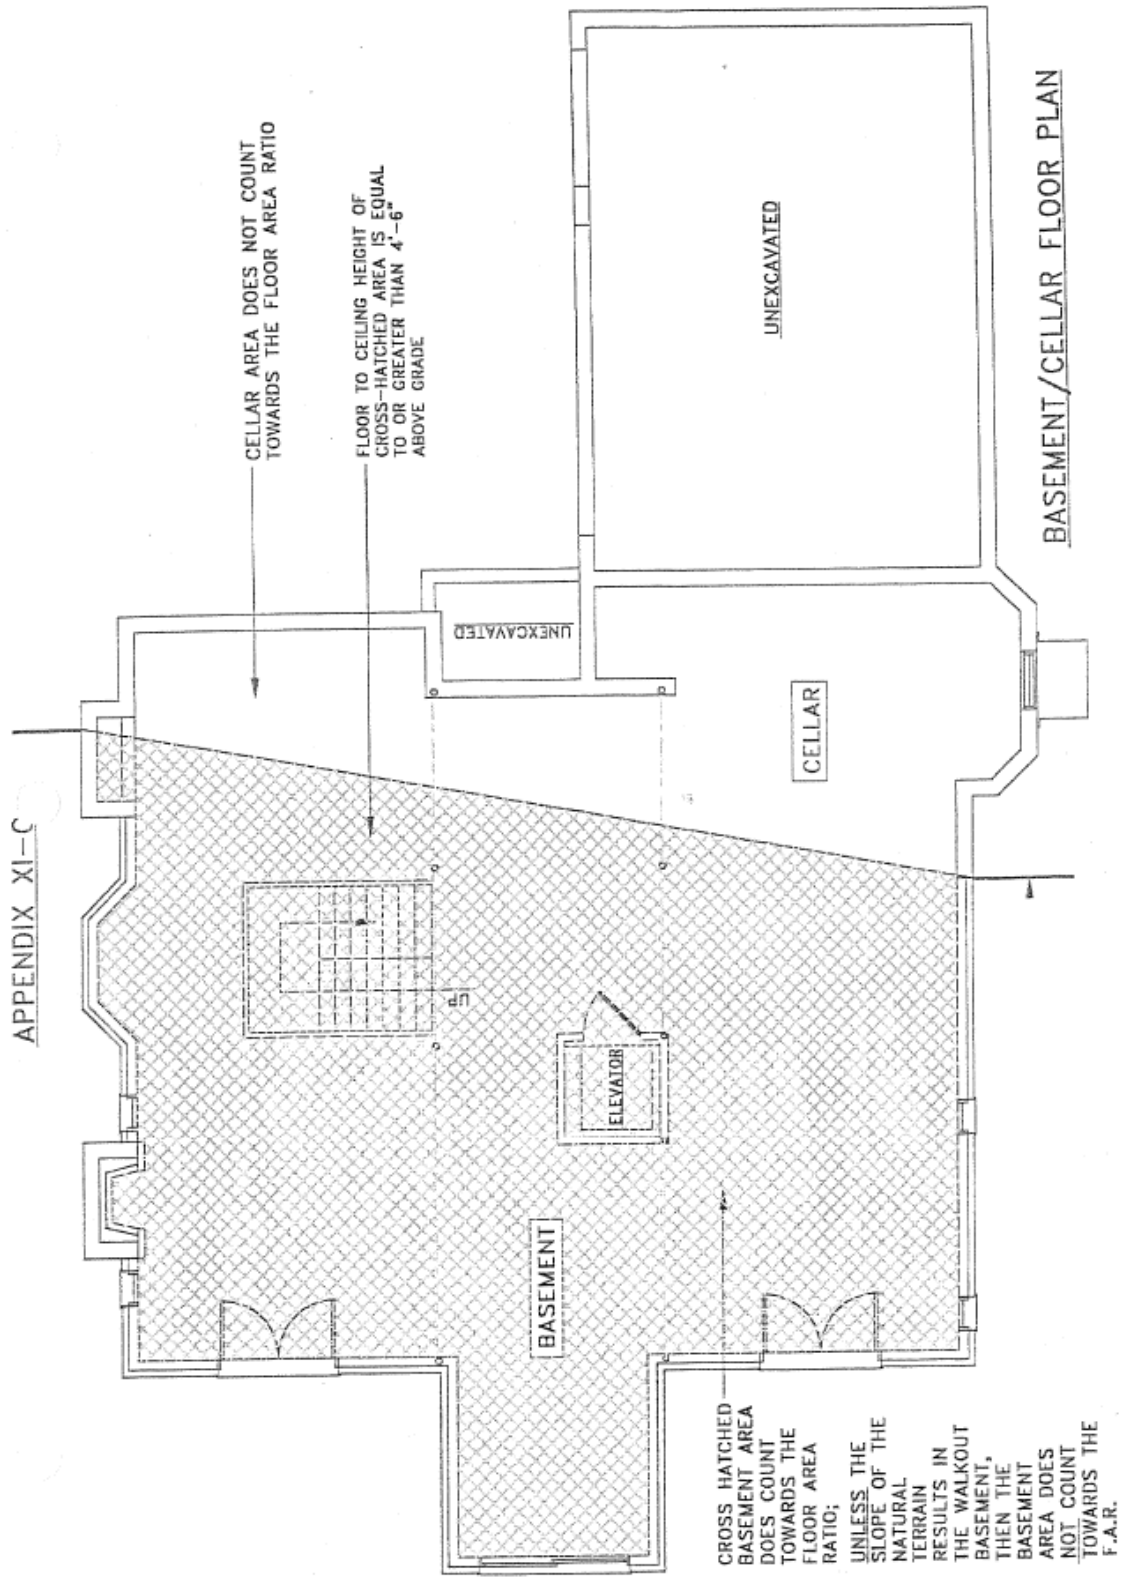 APPENDIX XI-C
CELLAR AREA DOES NOT COUNT
TOWARDS THE FLOOR AREA RATIO
FLOOR TO CEILING HEIGHT OF
CROSS-HATCHED AREA IS EQUAL
TO OR GREATER THAN 4'-6"
ABOVE GRADE
UNEXCAVATED
UNEXCAVATED
UP
ELEVATOR
CELLAR
BASEMENT
CROSS HATCHED
BASEMENT AREA
DOES COUNT
TOWARDS THE
FLOOR AREA
RATIO;
UNLESS THE
SLOPE OF THE
NATURAL
TERRAIN
RESULTS IN
THE WALKOUT
BASEMENT,
THEN THE
BASEMENT
AREA DOES
NOT COUNT
TOWARDS THE
F.A.R.
BASEMENT/CELLAR FLOOR PLAN